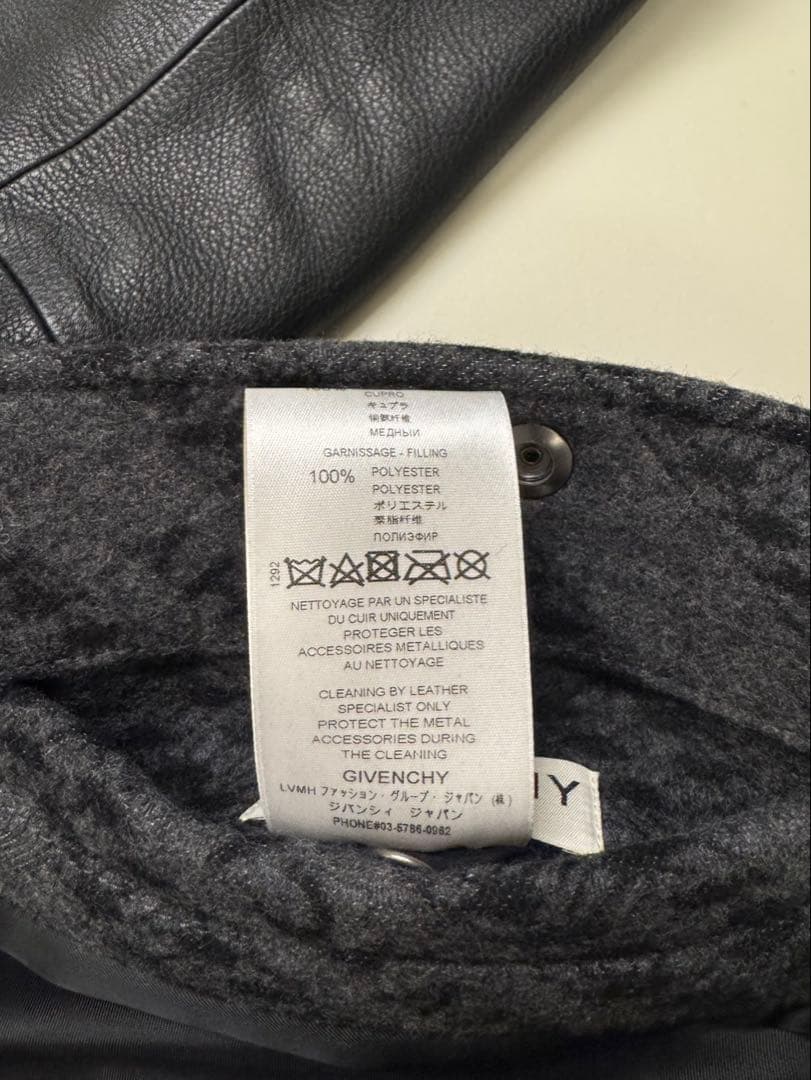 CUPRO
キュプラ
铜氨纤维
МЕДНЫИ
GARNISSAGE - FILLING
100% POLYESTER
POLYESTER
ポリエステル
聚脂纤维
ПОЛИЭФИР
1292
NETTOYAGE PAR UN SPECIALISTE
DU CUIR UNIQUEMENT
PROTEGER LES
ACCESSOIRES METALLIQUES
AU NETTOYAGE
CLEANING BY LEATHER
SPECIALIST ONLY
PROTECT THE METAL
ACCESSORIES DURING
THE CLEANING
GIVENCHY
LVMH ファッション・グループ・ジャパン (株)
ジバンシィ ジャパン
PHONE#03-5786-0962
HY